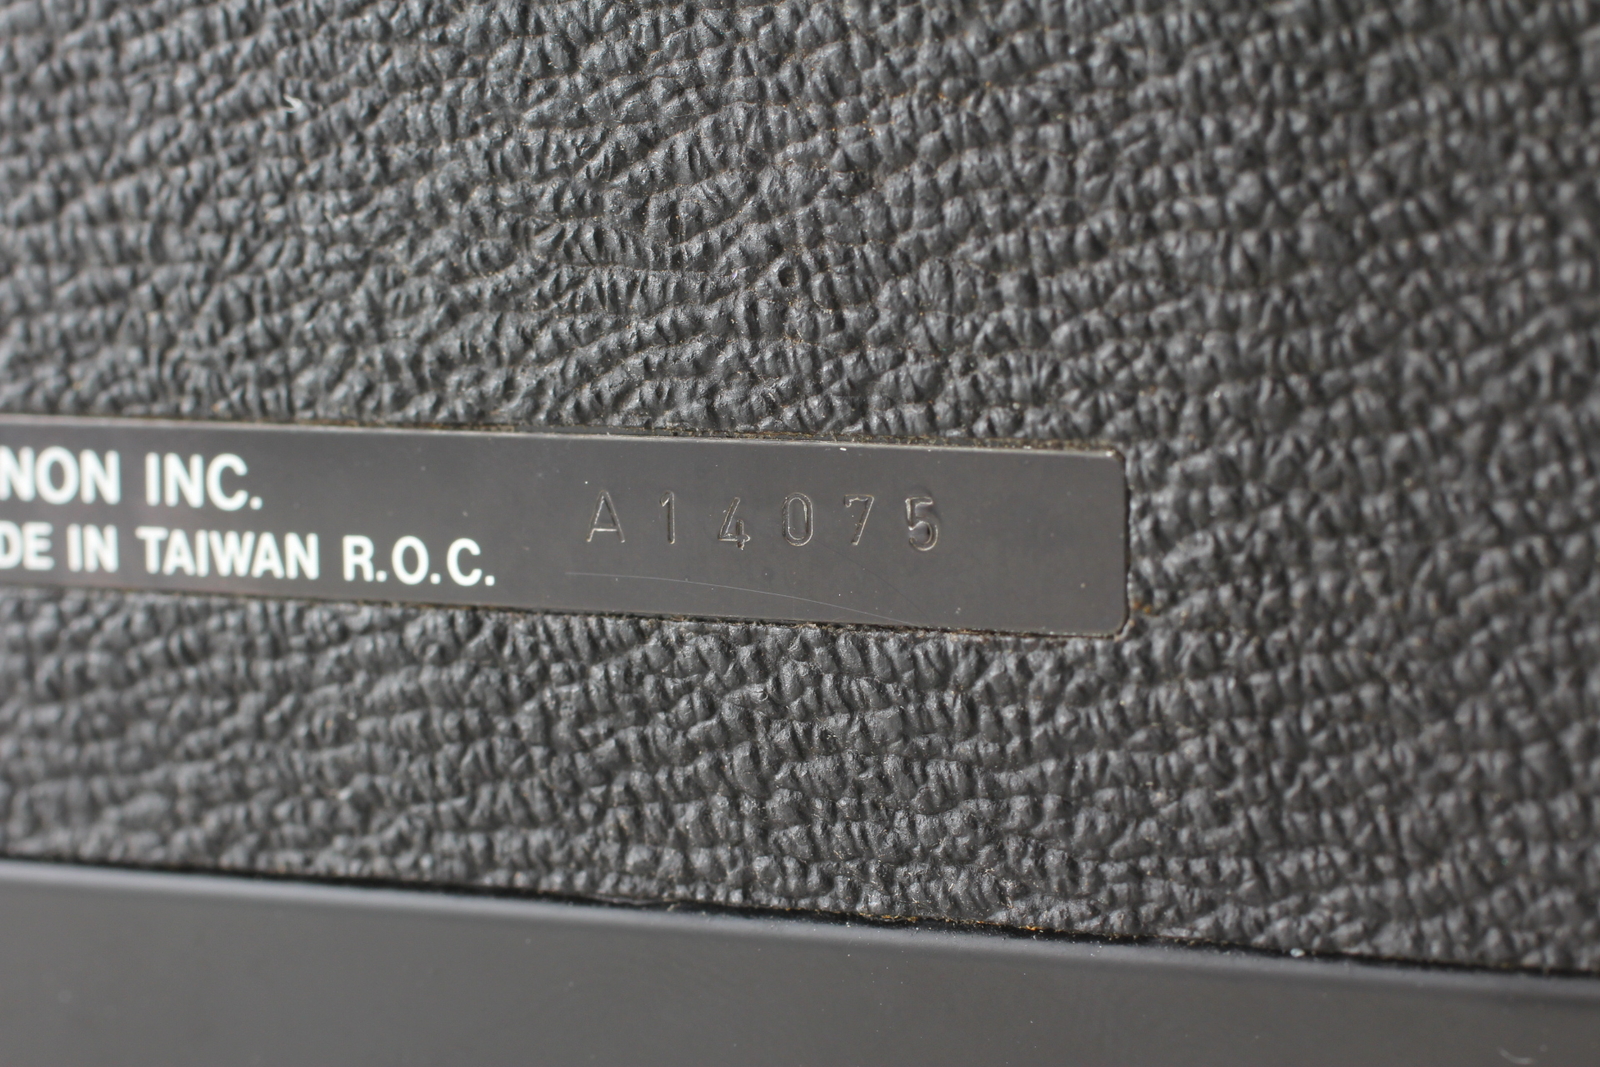 NON INC.
DE IN TAIWAN R.O.C.
A14075